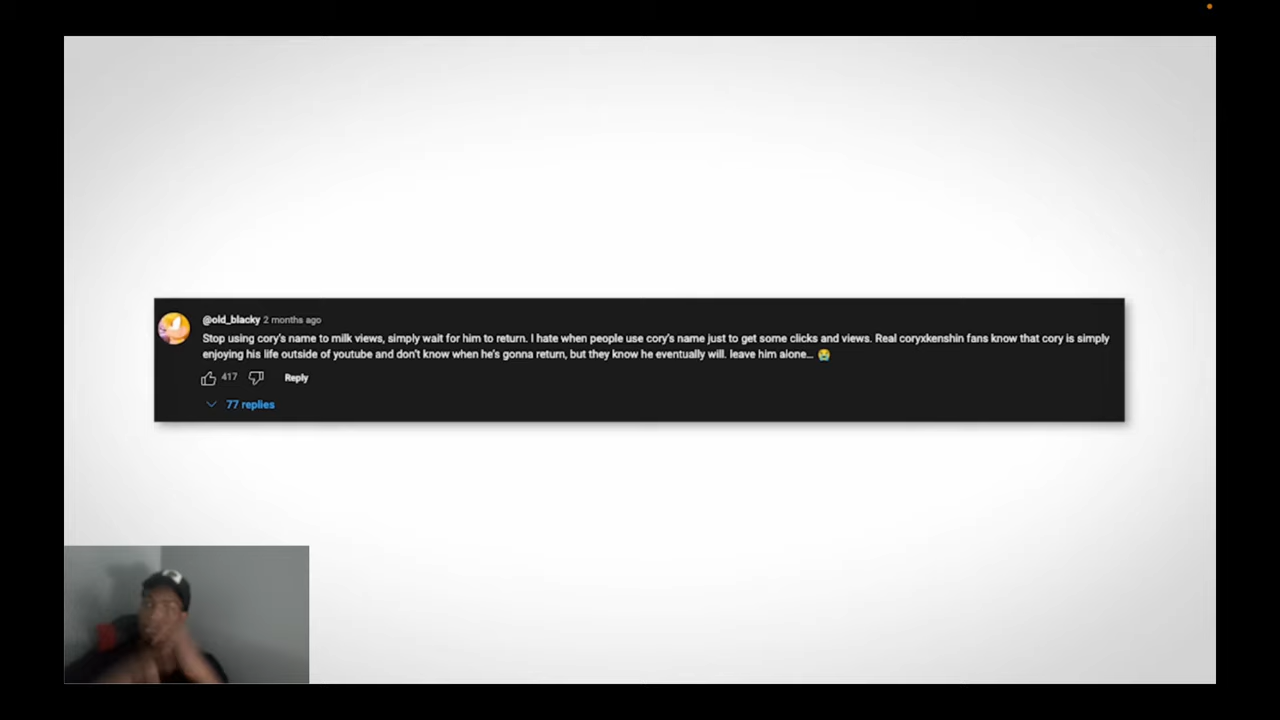 @old_blacky 2 months ago
Stop using cory's name to milk views, simply wait for him to return. I hate when people use cory's name just to get some clicks and views. Real coryxkenshin fans know that cory is simply
enjoying his life outside of youtube and don't know when he's gonna return, but they know he eventually will. leave him alone... 😭
417 Reply
77 replies